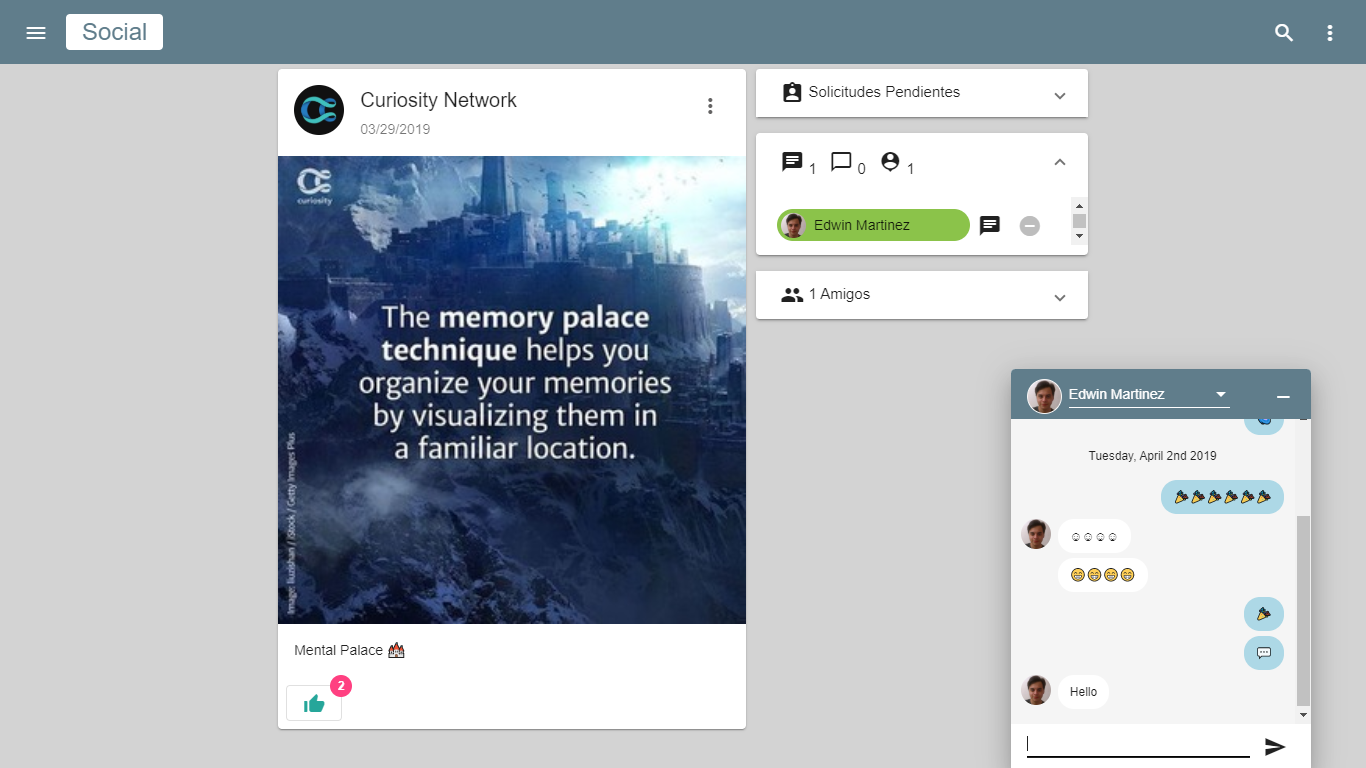 Social
Curiosity Network
03/29/2019
curiosity
The memory palace
technique helps you
organize your memories
by visualizing them in
a familiar location.
Image: liuzishan / iStock / Getty Images Plus
Mental Palace 🏰
2
Solicitudes Pendientes
1 0 1
Edwin Martinez
1 Amigos
Edwin Martinez
Tuesday, April 2nd 2019
🎉🎉🎉🎉🎉🎉
☺☺☺☺
😁😁😁😁
🎉
💬
Hello